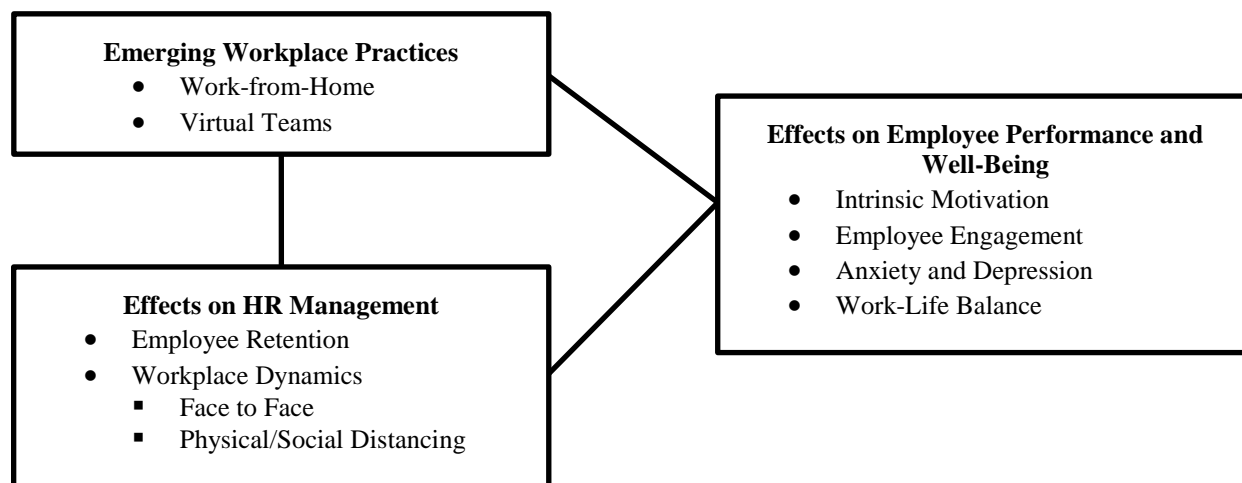 Emerging Workplace Practices
● Work-from-Home
● Virtual Teams
Effects on Employee Performance and
Well-Being
● Intrinsic Motivation
● Employee Engagement
● Anxiety and Depression
● Work-Life Balance
Effects on HR Management
● Employee Retention
● Workplace Dynamics
▪ Face to Face
▪ Physical/Social Distancing